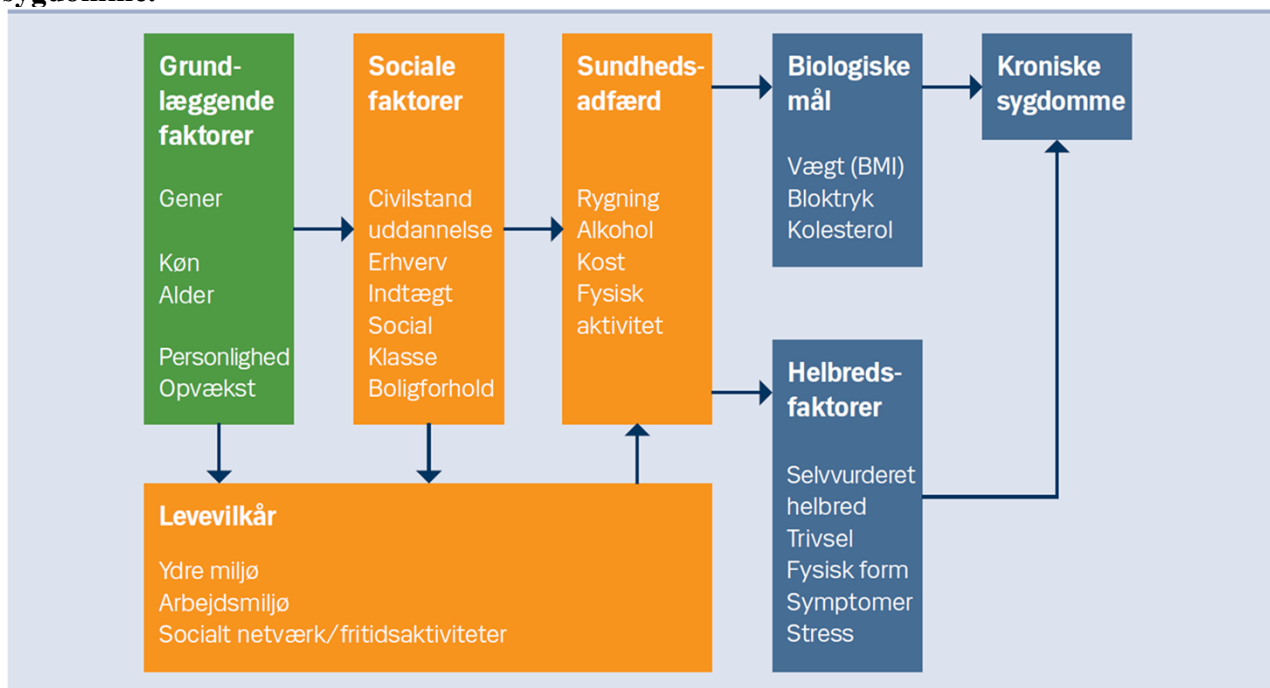 sygdomme.
Grund-
læggende
faktorer
Gener
Køn
Alder
Personlighed
Opvækst
Sociale
faktorer
Civilstand
uddannelse
Erhverv
Indtægt
Social
Klasse
Boligforhold
Sundheds-
adfærd
Rygning
Alkohol
Kost
Fysisk
aktivitet
Biologiske
mål
Vægt (BMI)
Bloktryk
Kolesterol
Kroniske
sygdomme
Levevilkår
Ydre miljø
Arbejdsmiljø
Socialt netværk/fritidsaktiviteter
Helbreds-
faktorer
Selvvurderet
helbred
Trivsel
Fysisk form
Symptomer
Stress